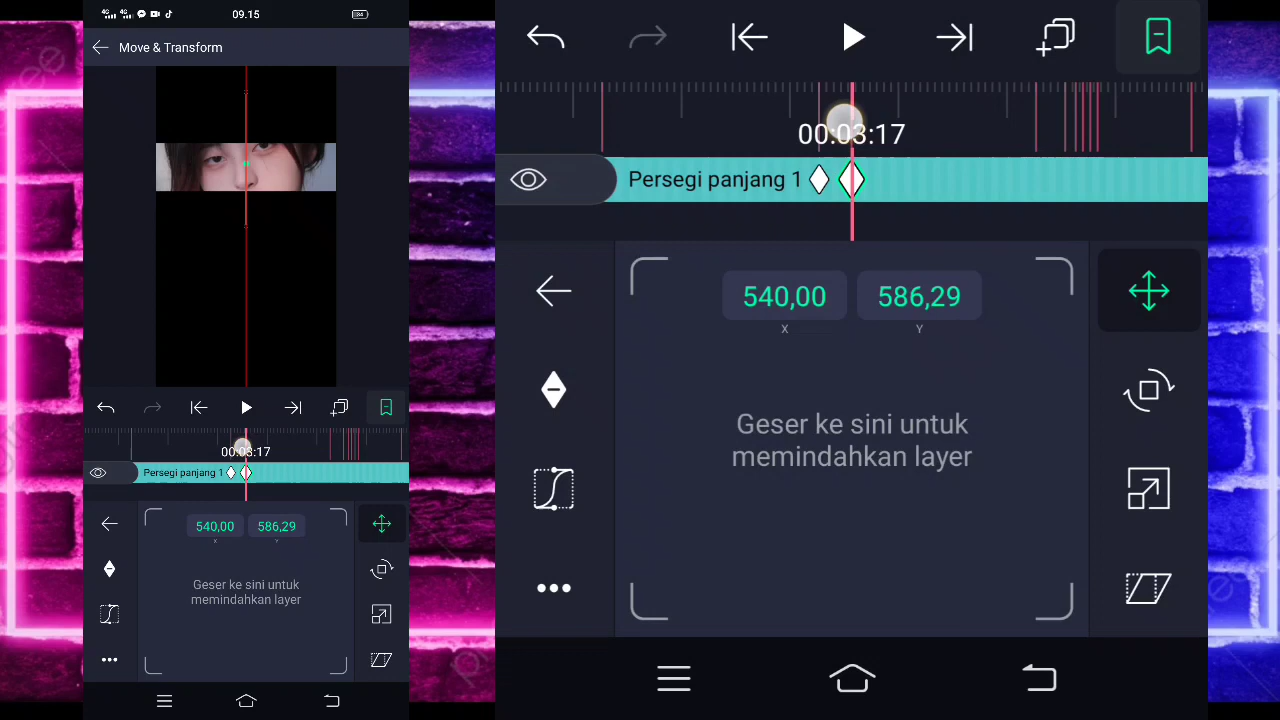 09.15
Move & Transform
00:03:17
Persegi panjang 1
540,00 586,29
X Y
Geser ke sini untuk
memindahkan layer
00:03:17
Persegi panjang 1
540,00 586,29
X Y
Geser ke sini untuk
memindahkan layer